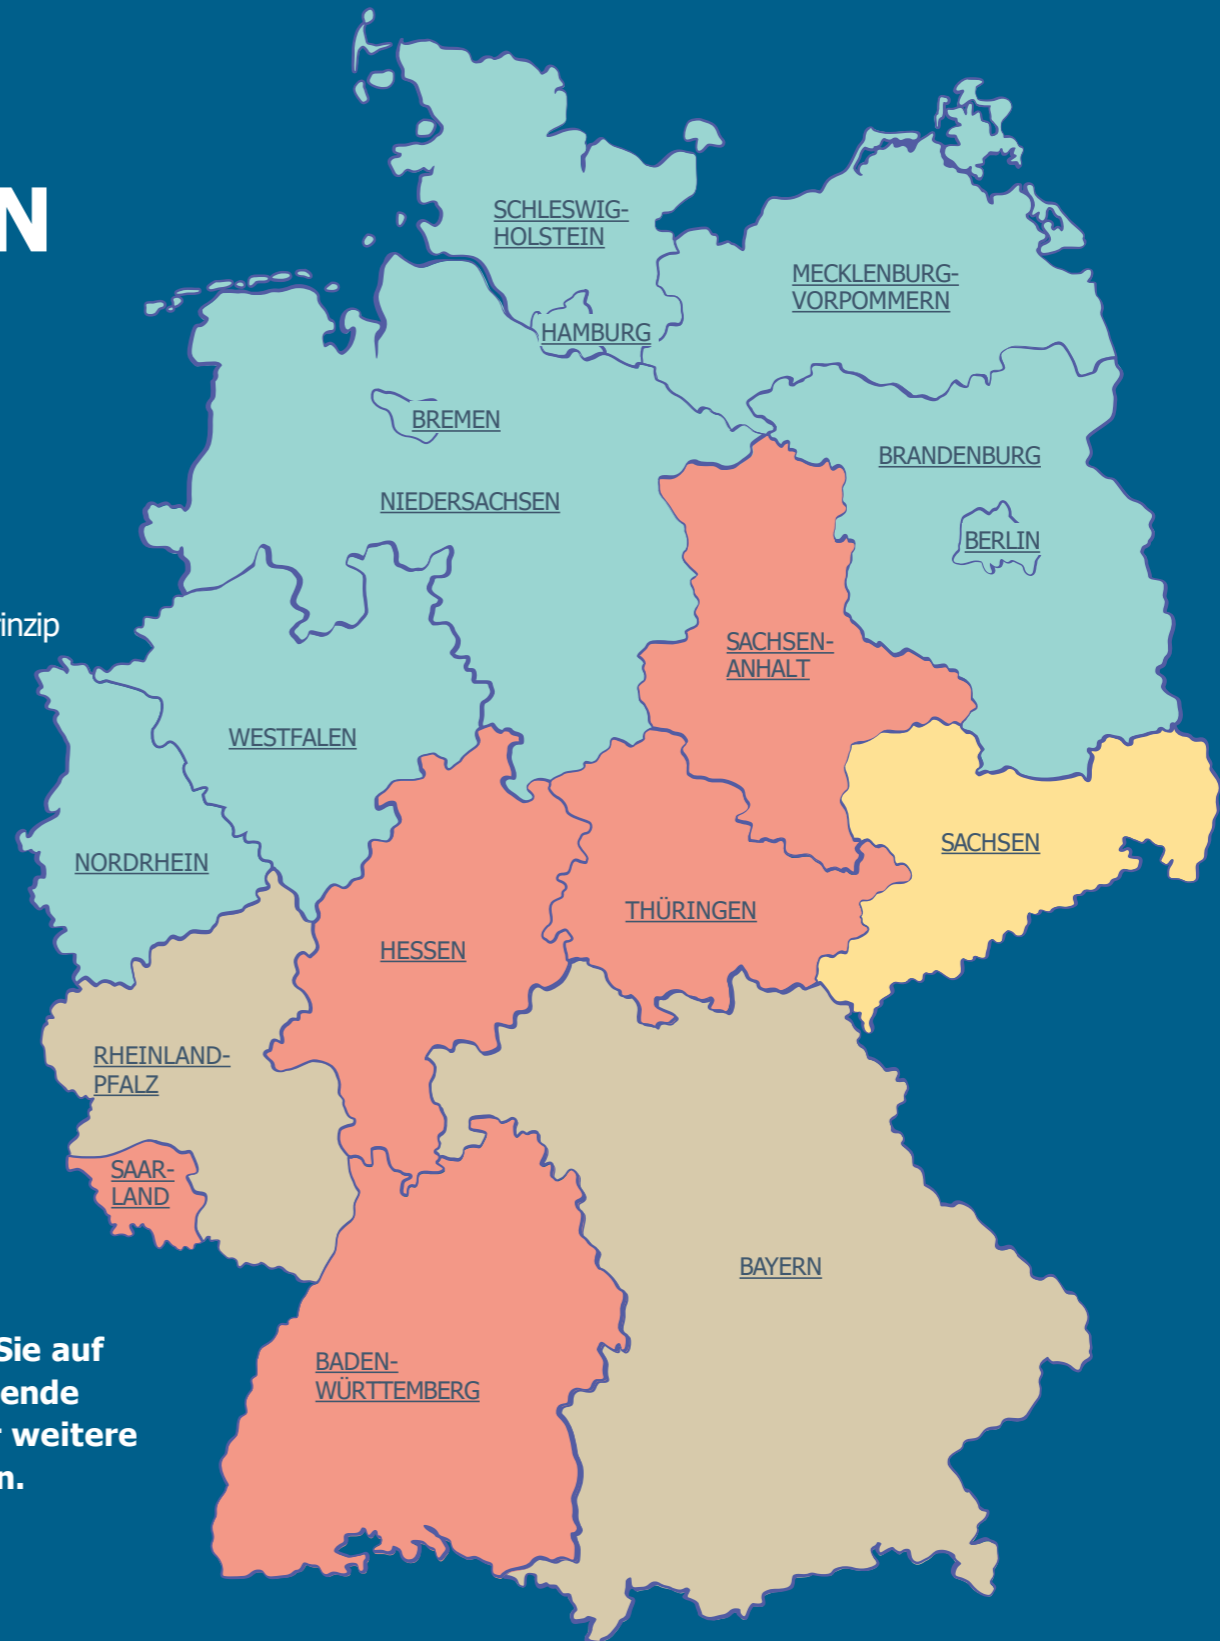 N
SCHLESWIG-
HOLSTEIN
MECKLENBURG-
VORPOMMERN
HAMBURG
BREMEN
BRANDENBURG
NIEDERSACHSEN
BERLIN
inzip
SACHSEN-
ANHALT
WESTFALEN
SACHSEN
NORDRHEIN
THÜRINGEN
HESSEN
RHEINLAND-
PFALZ
SAAR-
LAND
BAYERN
BADEN-
WÜRTTEMBERG
Sie auf
ende
weitere
n.